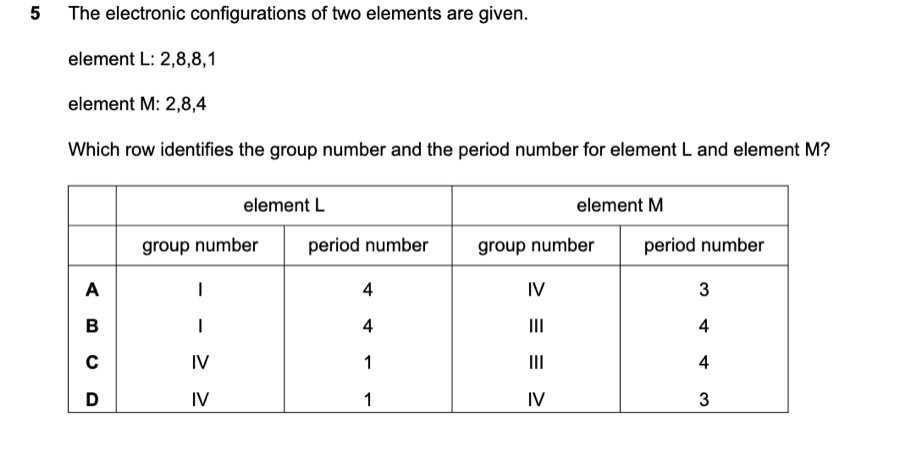 5 The electronic configurations of two elements are given.
element L: 2,8,8,1
element M: 2,8,4
Which row identifies the group number and the period number for element L and element M?
element L element M
group number period number group number period number
A I 4 IV 3
B I 4 III 4
C IV 1 III 4
D IV 1 IV 3